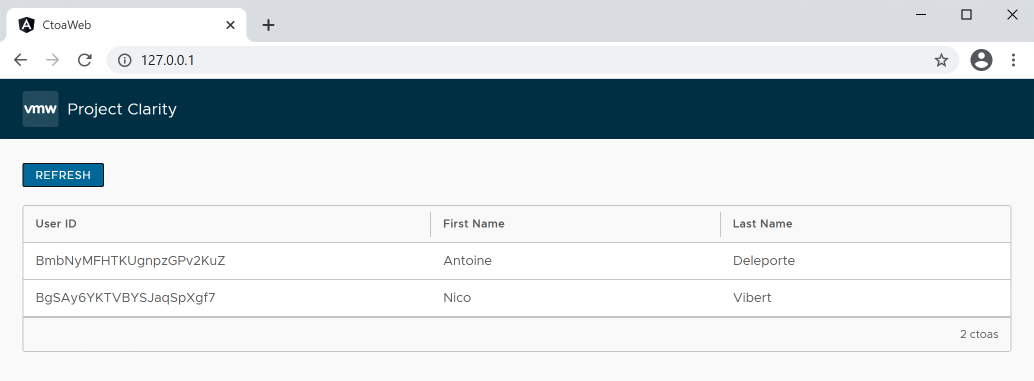 CtoaWeb
127.0.0.1
vmw Project Clarity
REFRESH
User ID First Name Last Name
BmbNyMFHTKUgnpzGPv2KuZ Antoine Deleporte
BgSAy6YKTVBYSJaqSpXgf7 Nico Vibert
2 ctoas